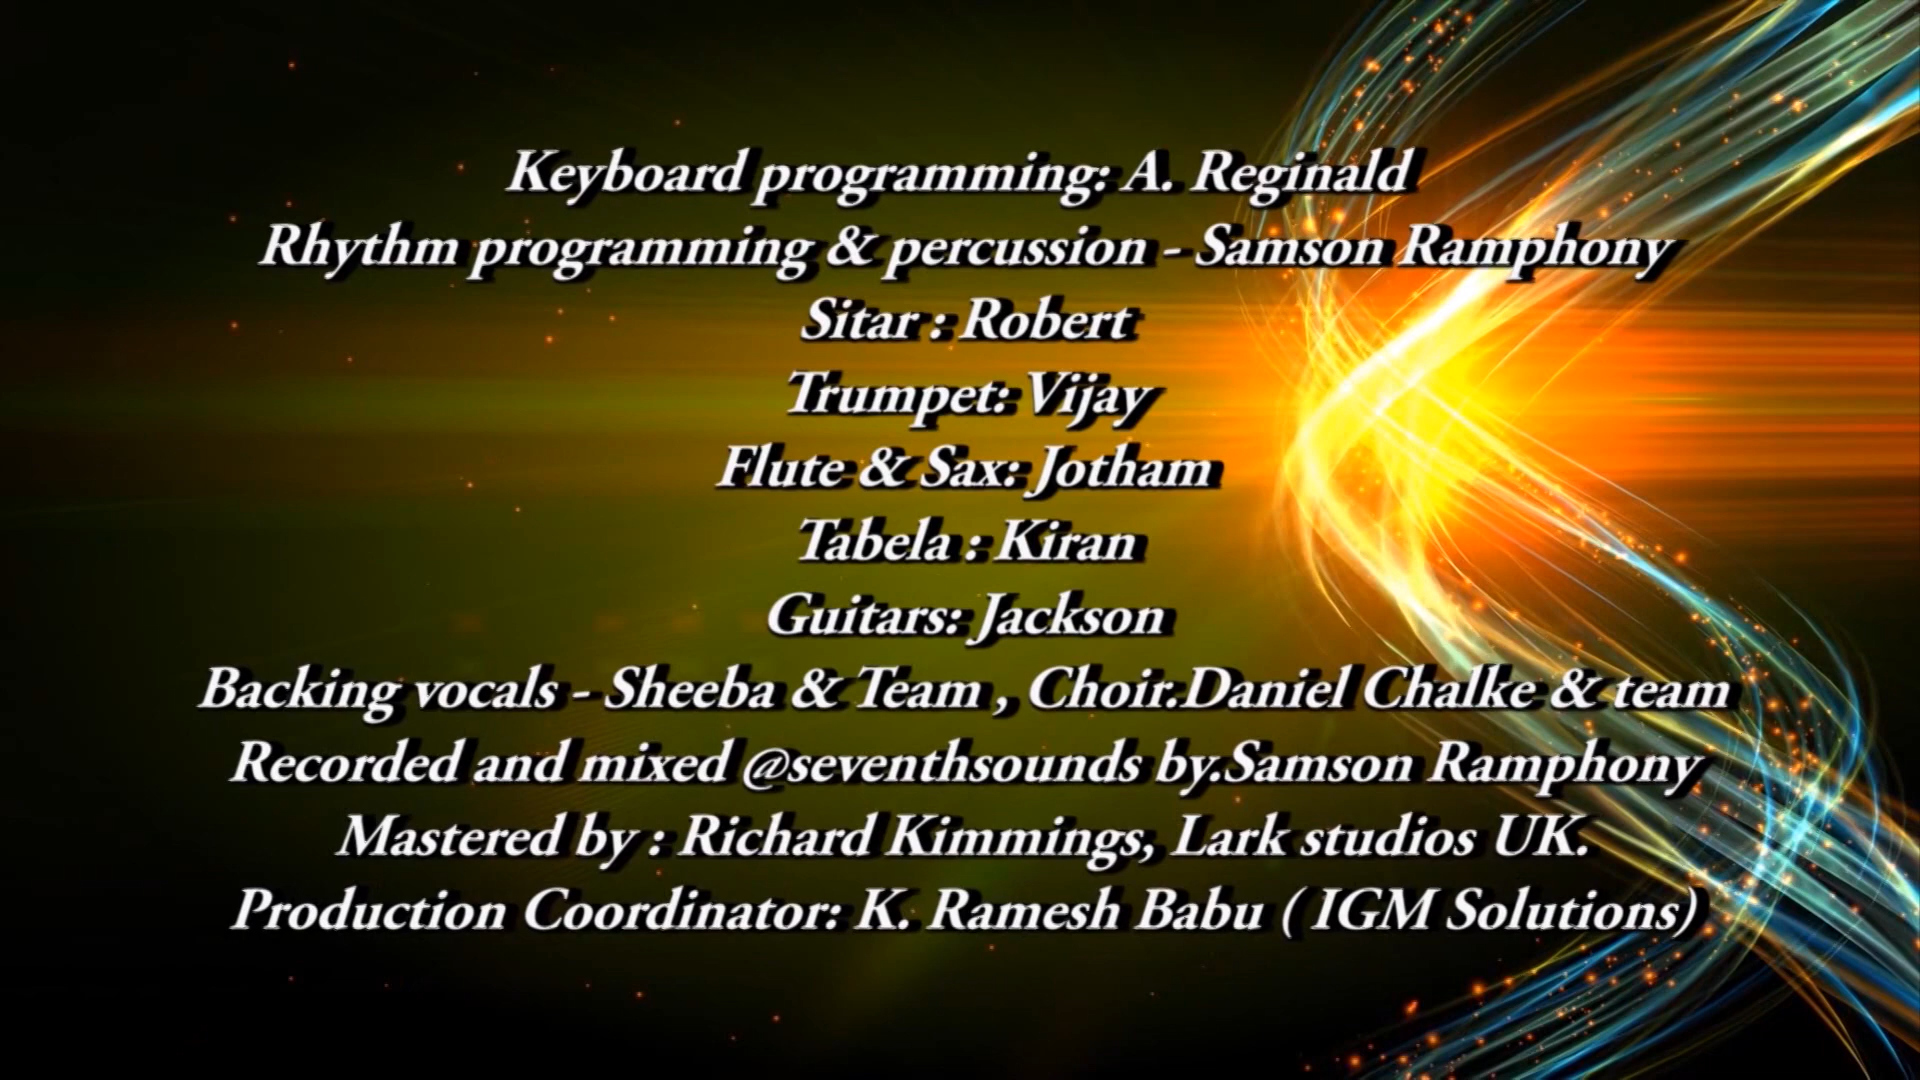 Keyboard programming: A. Reginald
Rhythm programming & percussion - Samson Ramphony
Sitar : Robert
Trumpet: Vijay
Flute & Sax: Jotham
Tabela : Kiran
Guitars: Jackson
Backing vocals - Sheeba & Team , Choir.Daniel Chalke & team
Recorded and mixed @seventhsounds by.Samson Ramphony
Mastered by : Richard Kimmings, Lark studios UK.
Production Coordinator: K. Ramesh Babu ( IGM Solutions)